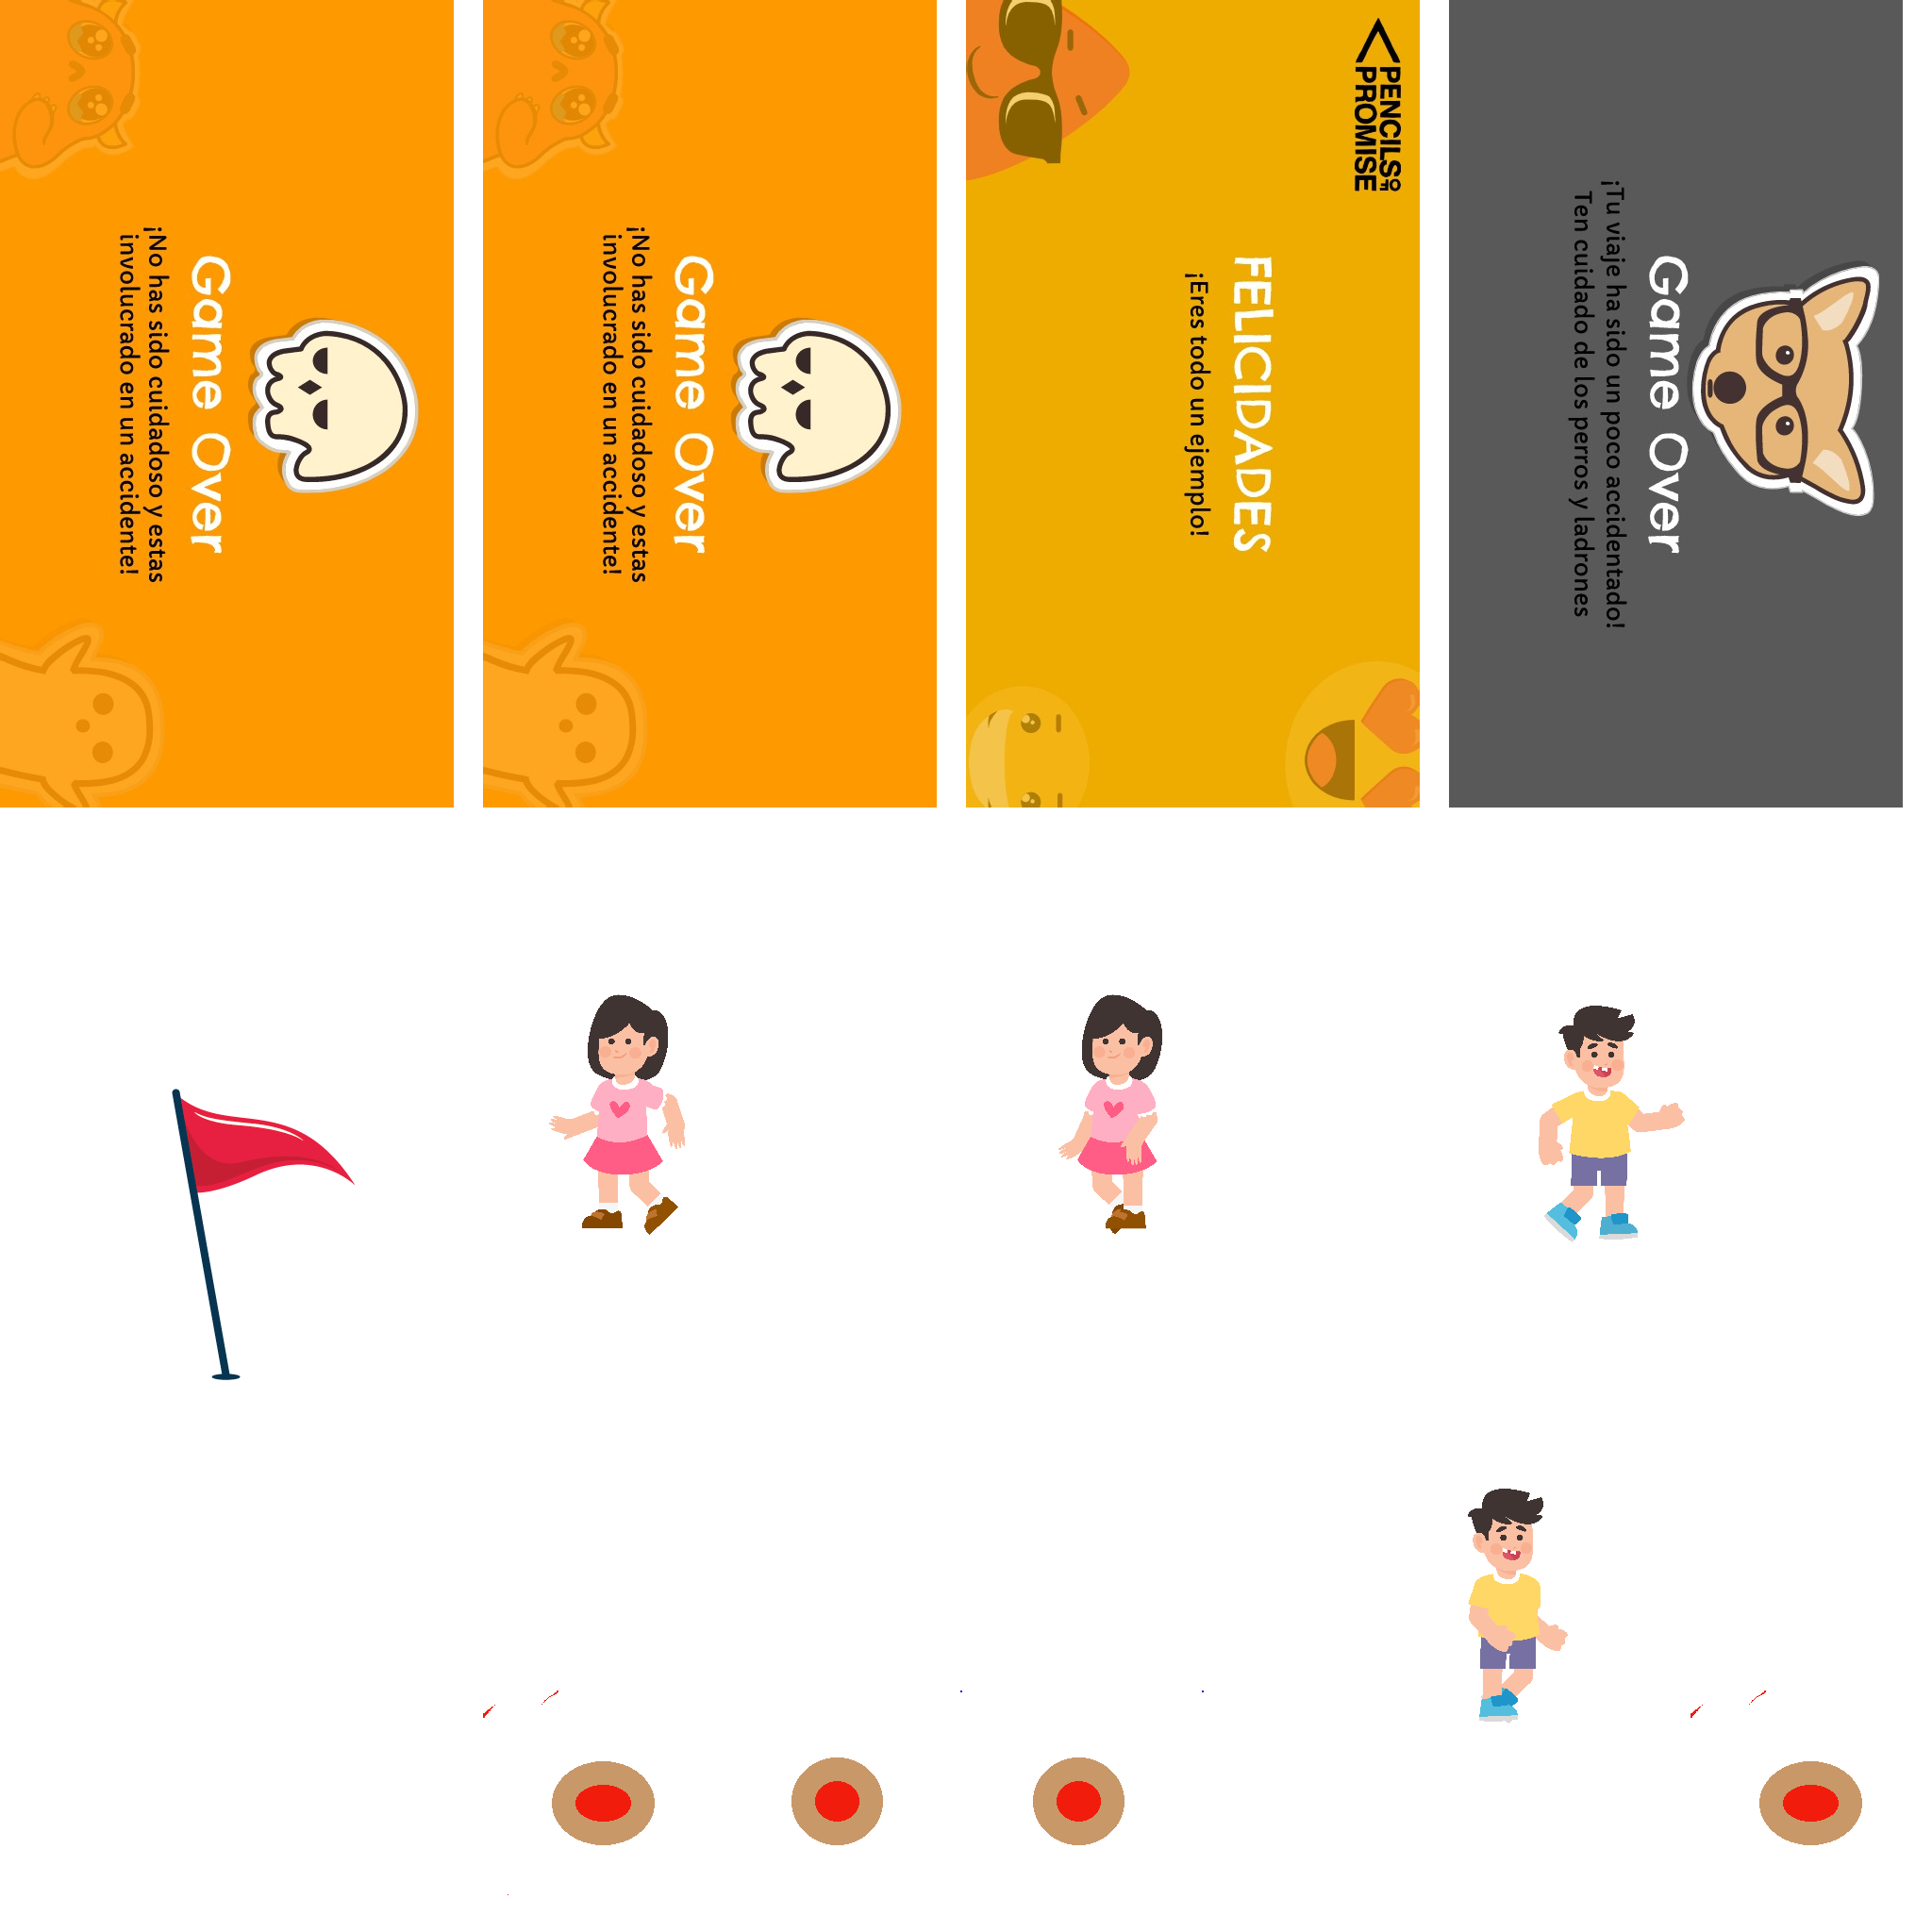 Game Over
¡No has sido cuidadoso y estas
involucrado en un accidente!
Game Over
¡No has sido cuidadoso y estas
involucrado en un accidente!
PENCILS OF
PROMISE
FELICIDADES
¡Eres todo un ejemplo!
Game Over
¡Tu viaje ha sido un poco accidentado!
Ten cuidado de los perros y ladrones